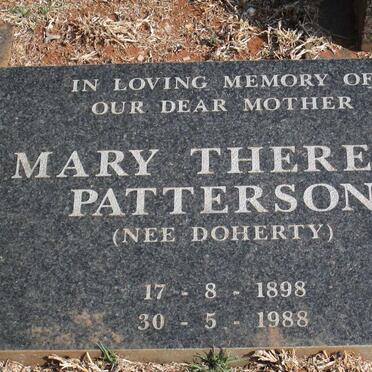 IN LOVING MEMORY OF
OUR DEAR MOTHER
MARY THERE
PATTERSON
(NEE DOHERTY)
17 - 8 - 1898
30 - 5 - 1988